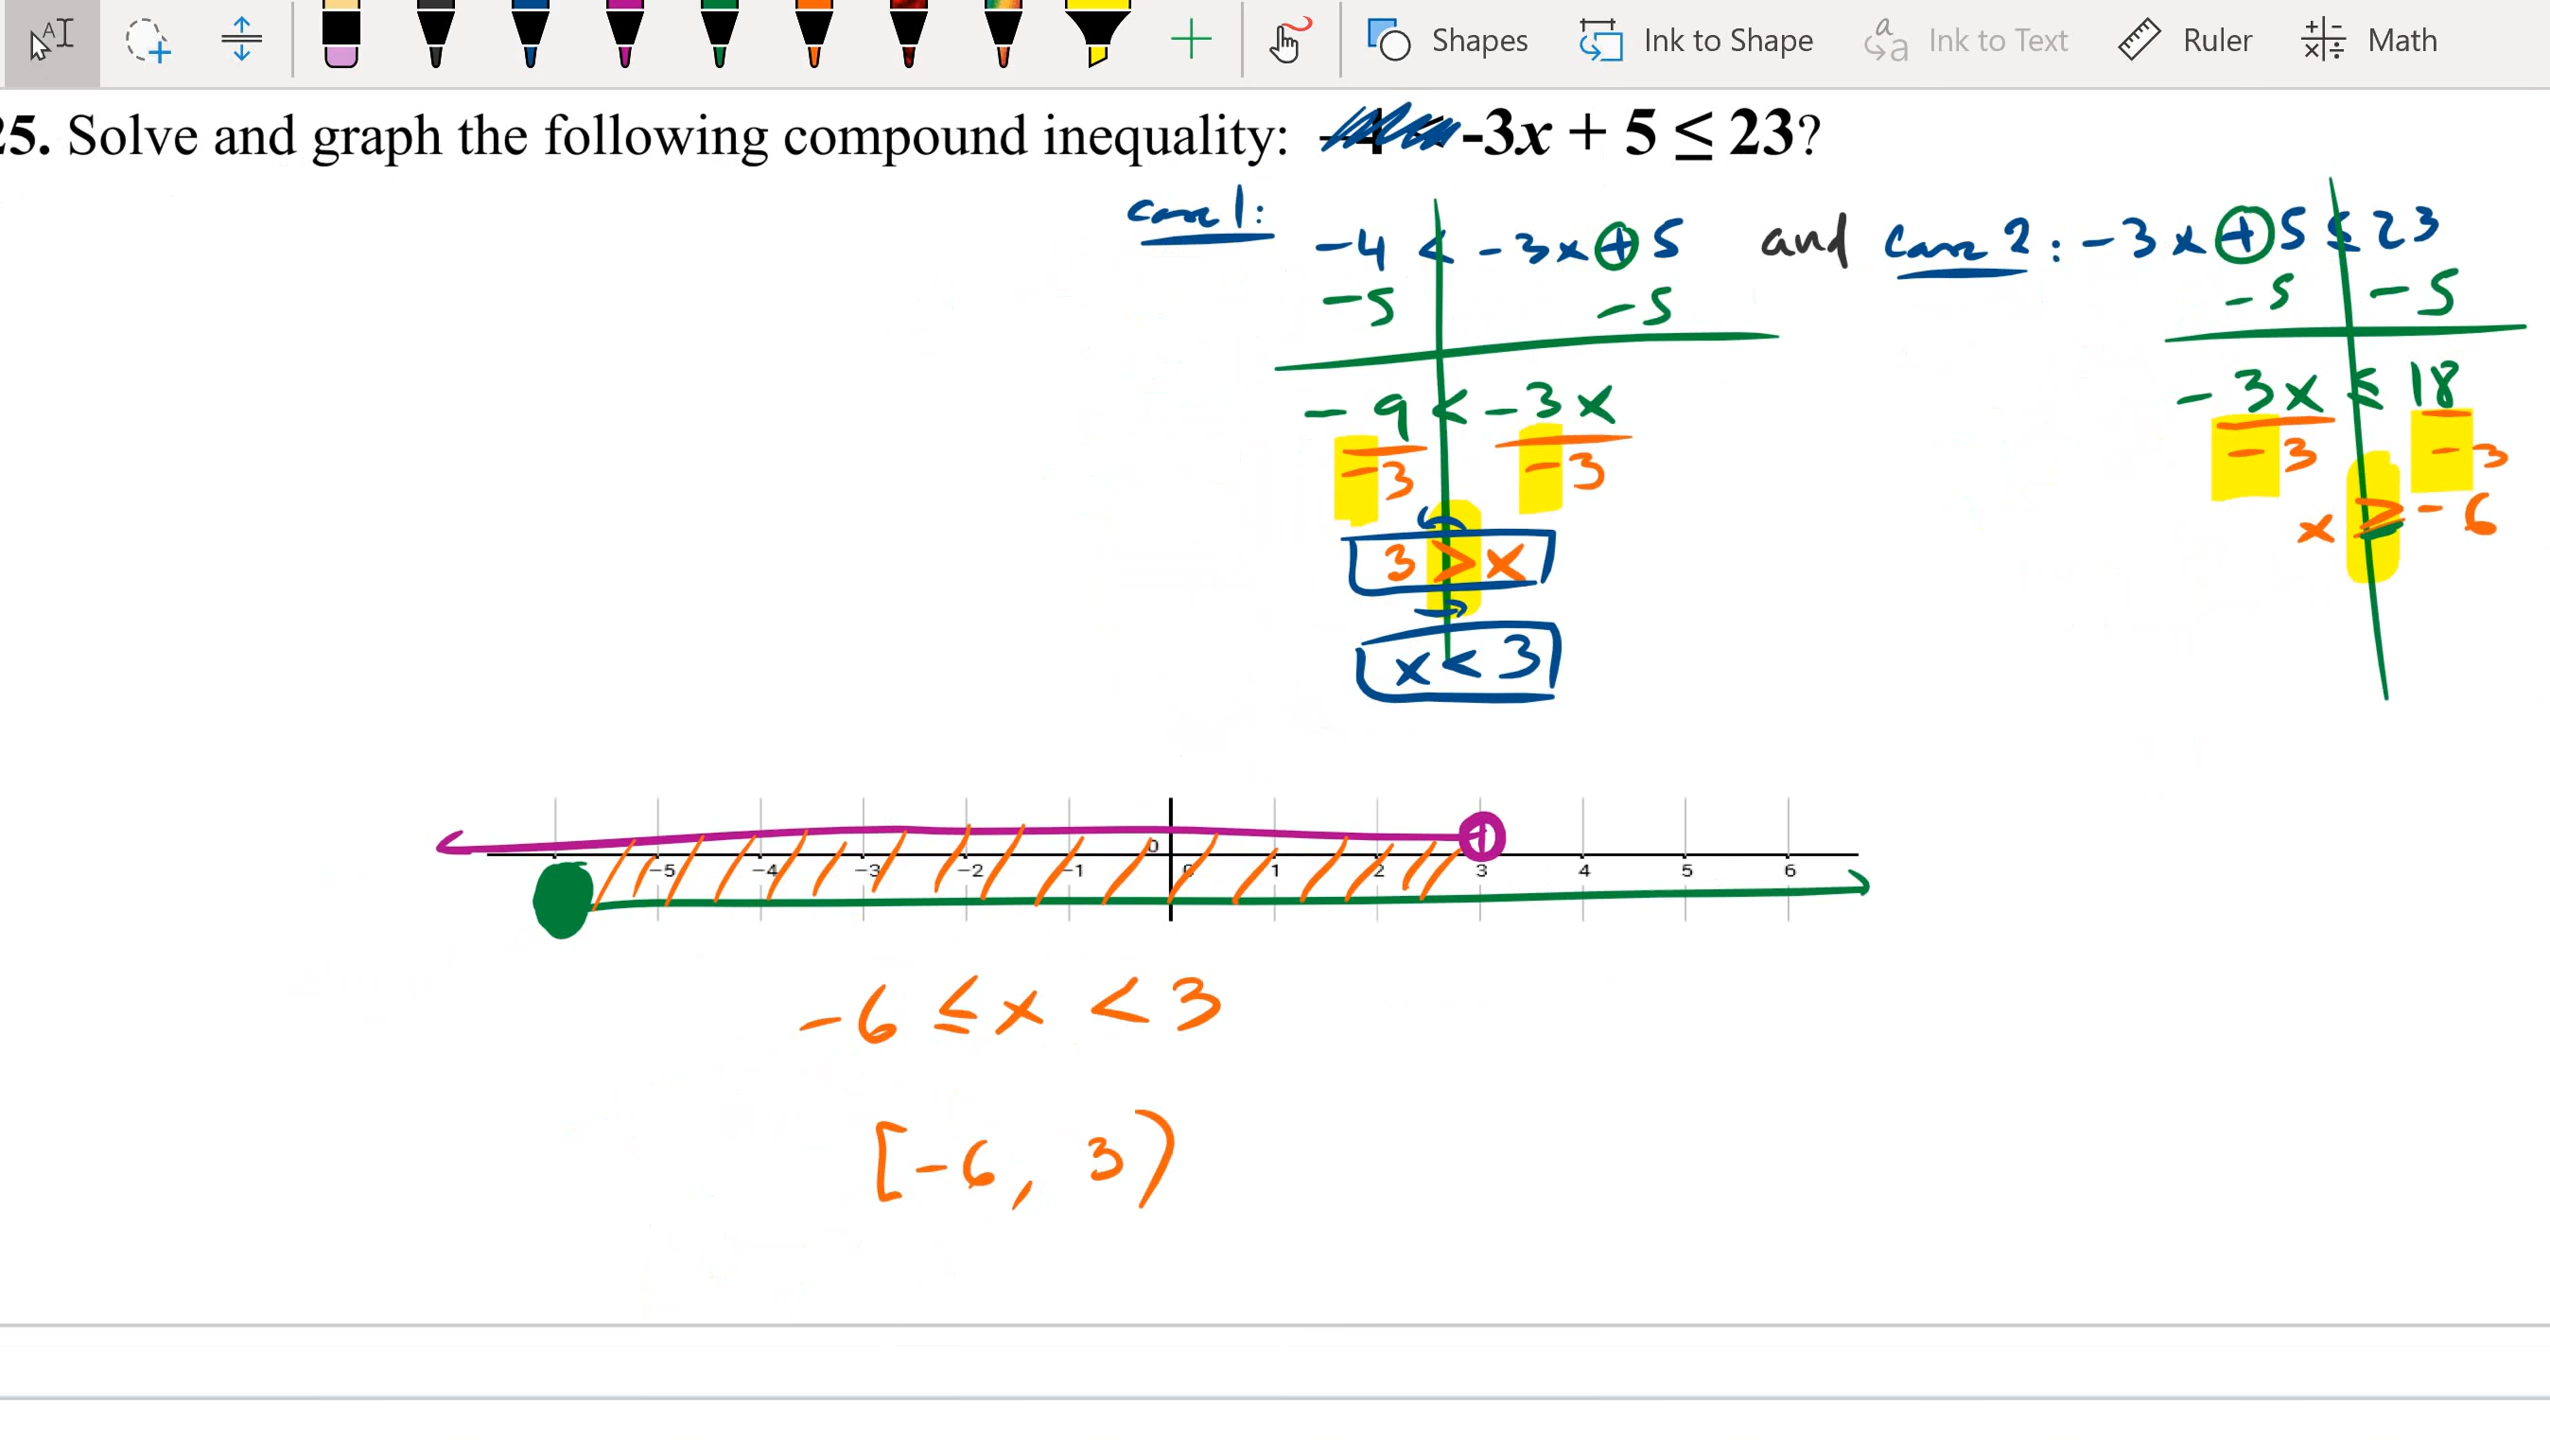 Shapes Ink to Shape Ink to Text Ruler Math
25. Solve and graph the following compound inequality: -4 < -3x + 5 ≤ 23?
case 1: -4 < -3x + 5 and case 2: -3x + 5 ≤ 23
-5 -5 -5 -5
-9 < -3x -3x ≤ 18
-3 -3 -3 -3
3 > x x ≥ -6
x < 3
0
-5 -4 -3 -2 -1 0 1 2 3 4 5 6
-6 ≤ x < 3
[-6, 3)